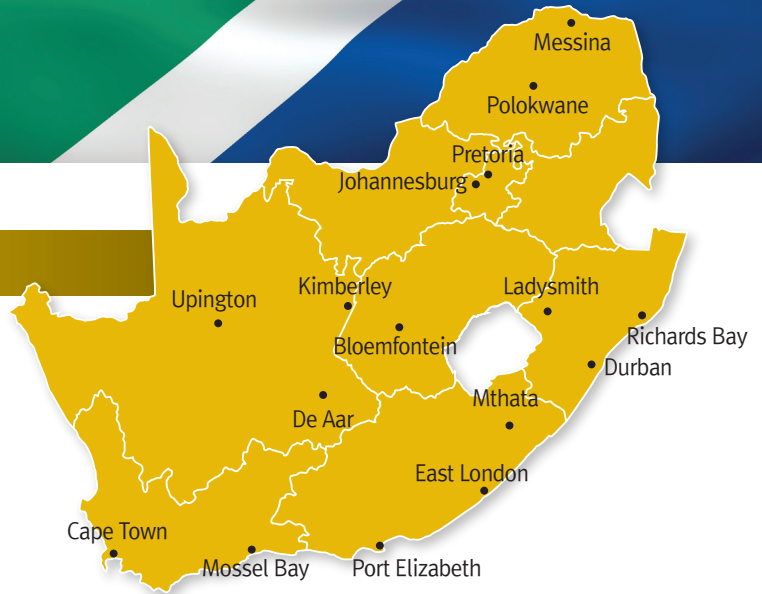 Messina
Polokwane
Pretoria
Johannesburg
Upington
Kimberley
Ladysmith
Bloemfontein
Richards Bay
Durban
De Aar
Mthata
East London
Cape Town
Mossel Bay
Port Elizabeth